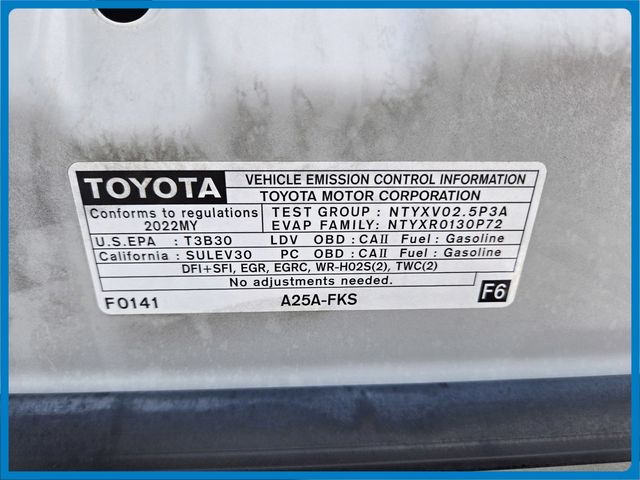 TOYOTA VEHICLE EMISSION CONTROL INFORMATION
TOYOTA MOTOR CORPORATION
Conforms to regulations TEST GROUP : NTYXV02.5P3A
2022MY EVAP FAMILY: NTYXR0130P72
U.S.EPA : T3B30 LDV OBD : CAII Fuel : Gasoline
California : SULEV30 PC OBD : CAII Fuel : Gasoline
DFI+SFI, EGR, EGRC, WR-HO2S(2), TWC(2)
No adjustments needed.
F0141 A25A-FKS F6